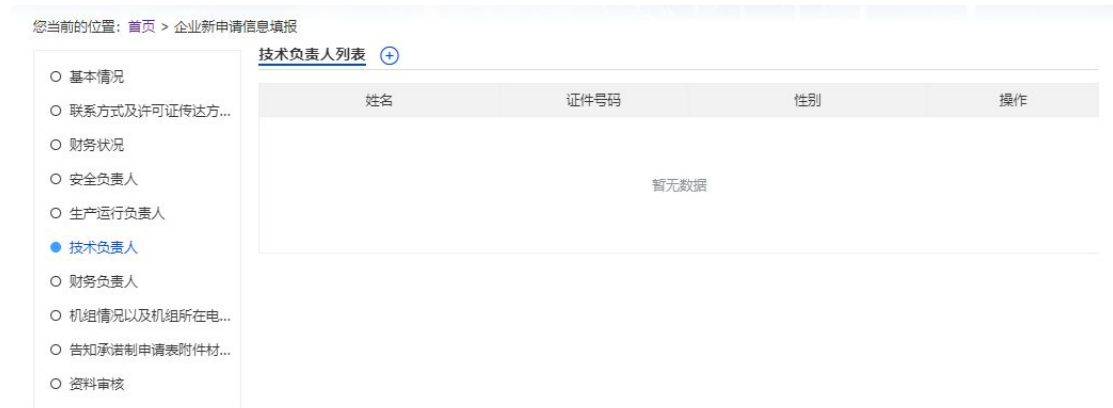 您当前的位置：首页 > 企业新申请信息填报
基本情况
联系方式及许可证传达方...
财务状况
安全负责人
生产运行负责人
技术负责人
财务负责人
机组情况以及机组所在电...
告知承诺制申请表附件材...
资料审核
技术负责人列表
姓名 证件号码 性别 操作
暂无数据